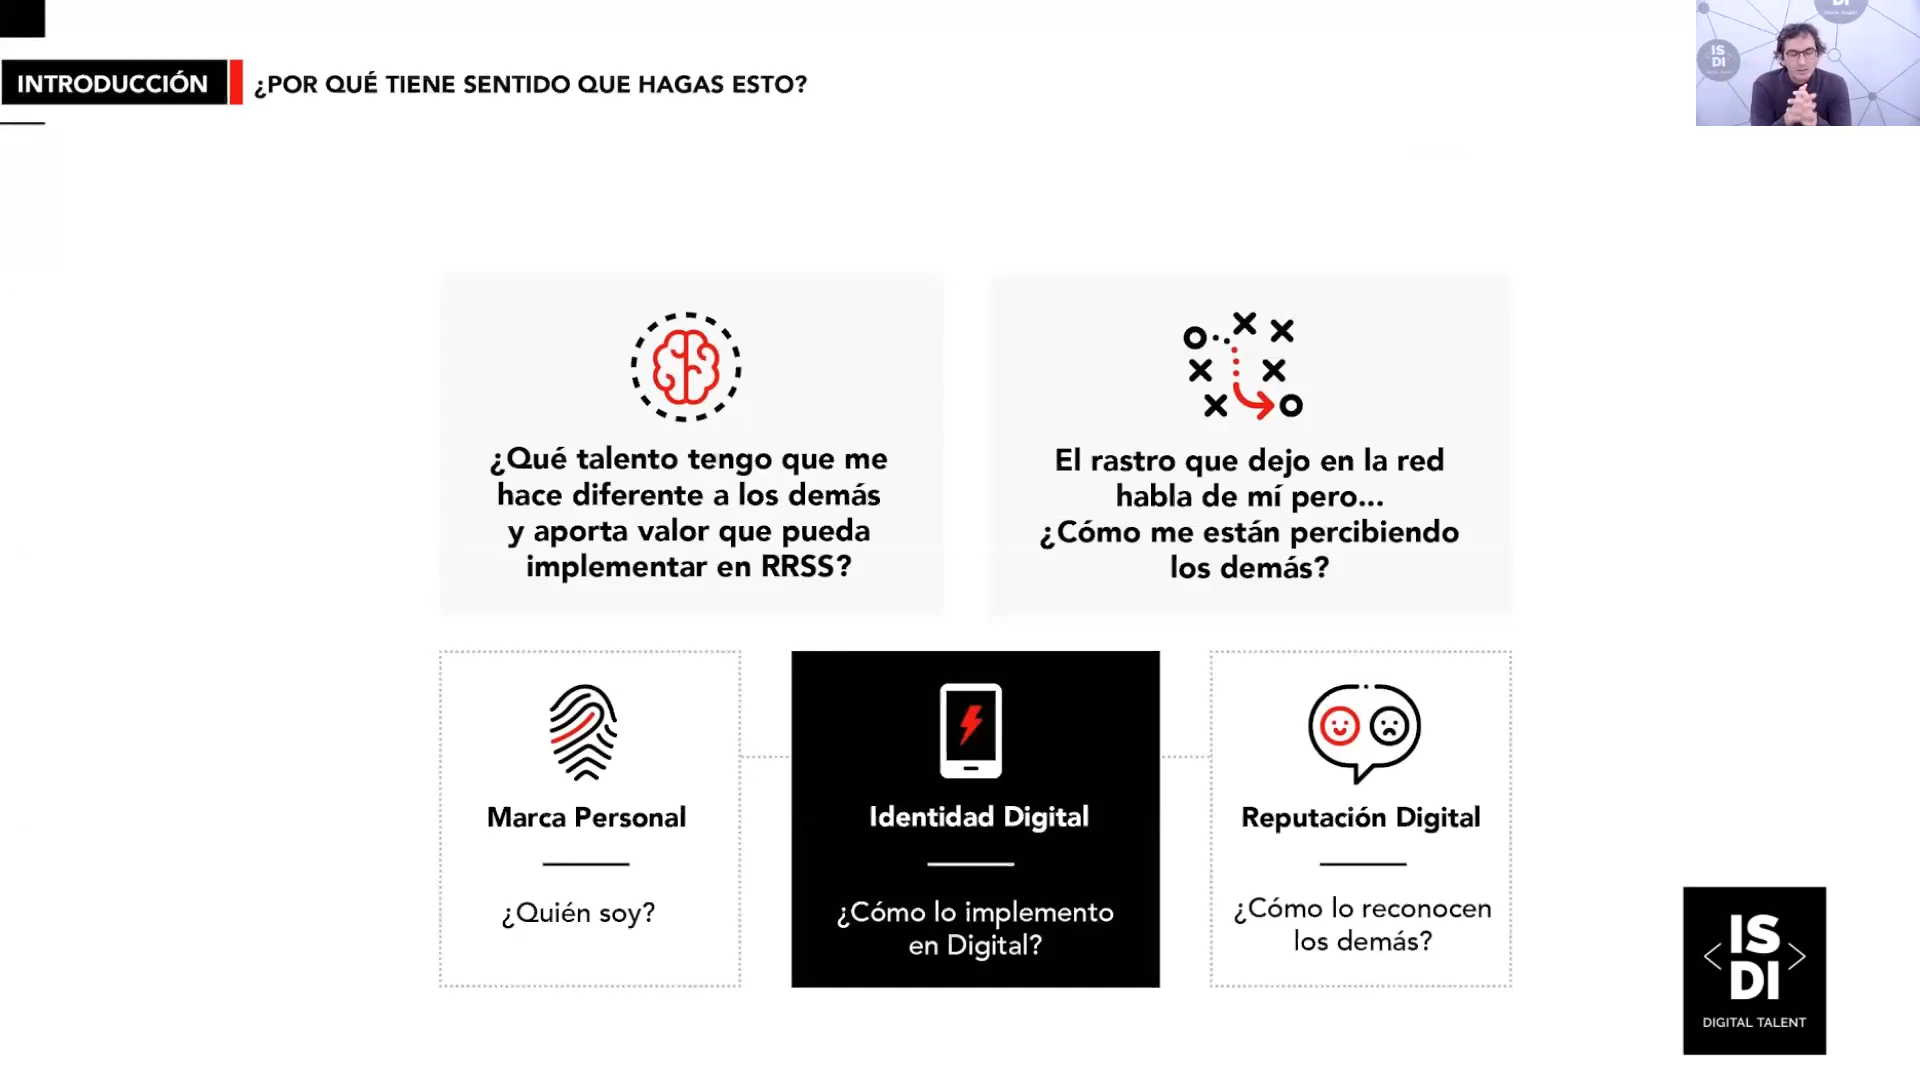 INTRODUCCIÓN
¿POR QUÉ TIENE SENTIDO QUE HAGAS ESTO?
IS
DI
¿Qué talento tengo que me
hace diferente a los demás
y aporta valor que pueda
implementar en RRSS?
El rastro que dejo en la red
habla de mí pero...
¿Cómo me están percibiendo
los demás?
Marca Personal
¿Quién soy?
Identidad Digital
¿Cómo lo implemento
en Digital?
Reputación Digital
¿Cómo lo reconocen
los demás?
IS
DI
DIGITAL TALENT